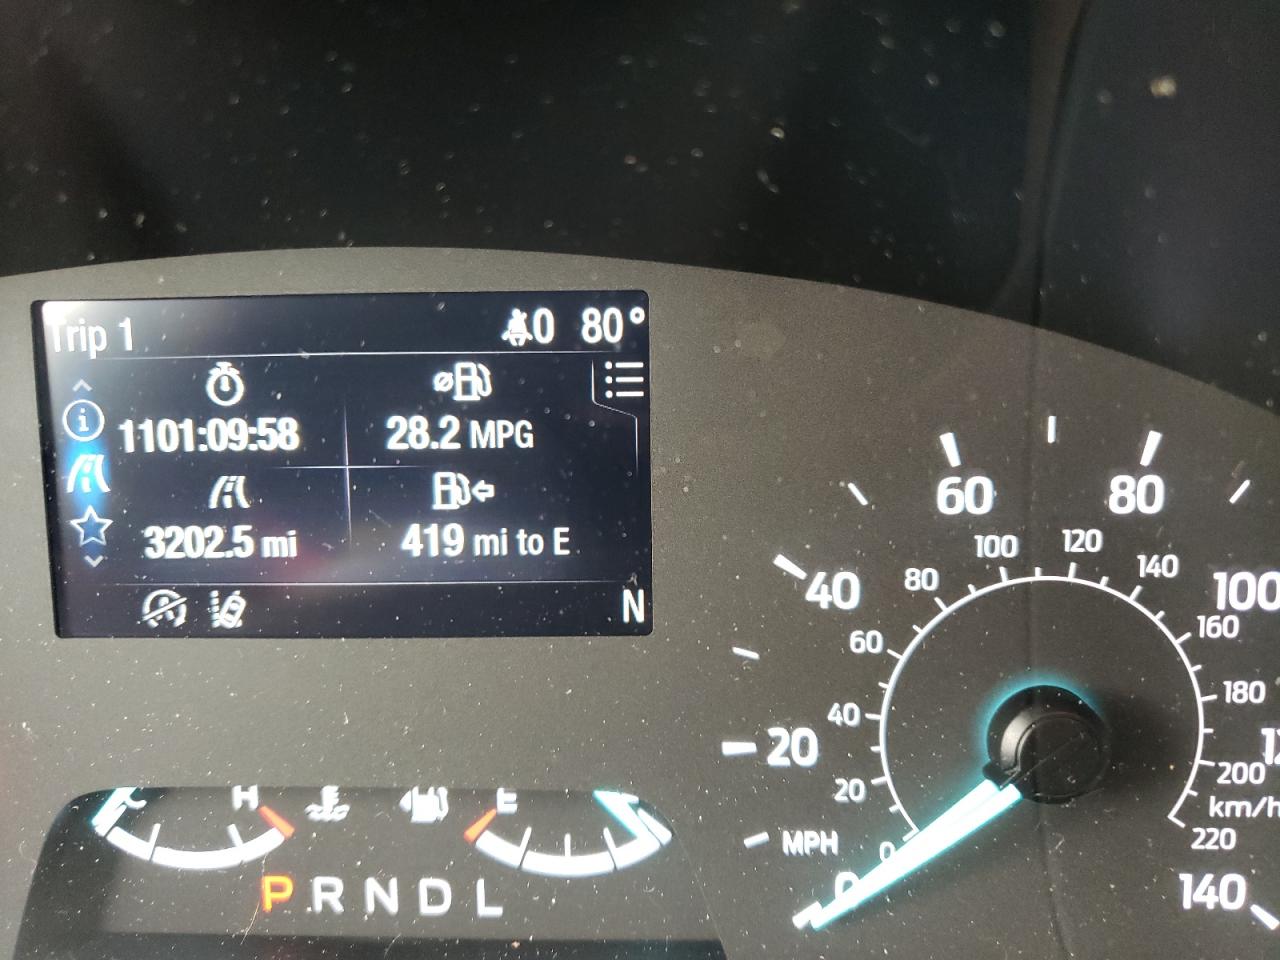 Trip 1
0 80°
1101:09:58
28.2 MPG
3202.5 mi
419 mi to E
N
C H
E
P R N D L
0 20 40 60 80 100
MPH
140
0 20 40 60 80 100 120 140 160 180 200 220
km/h